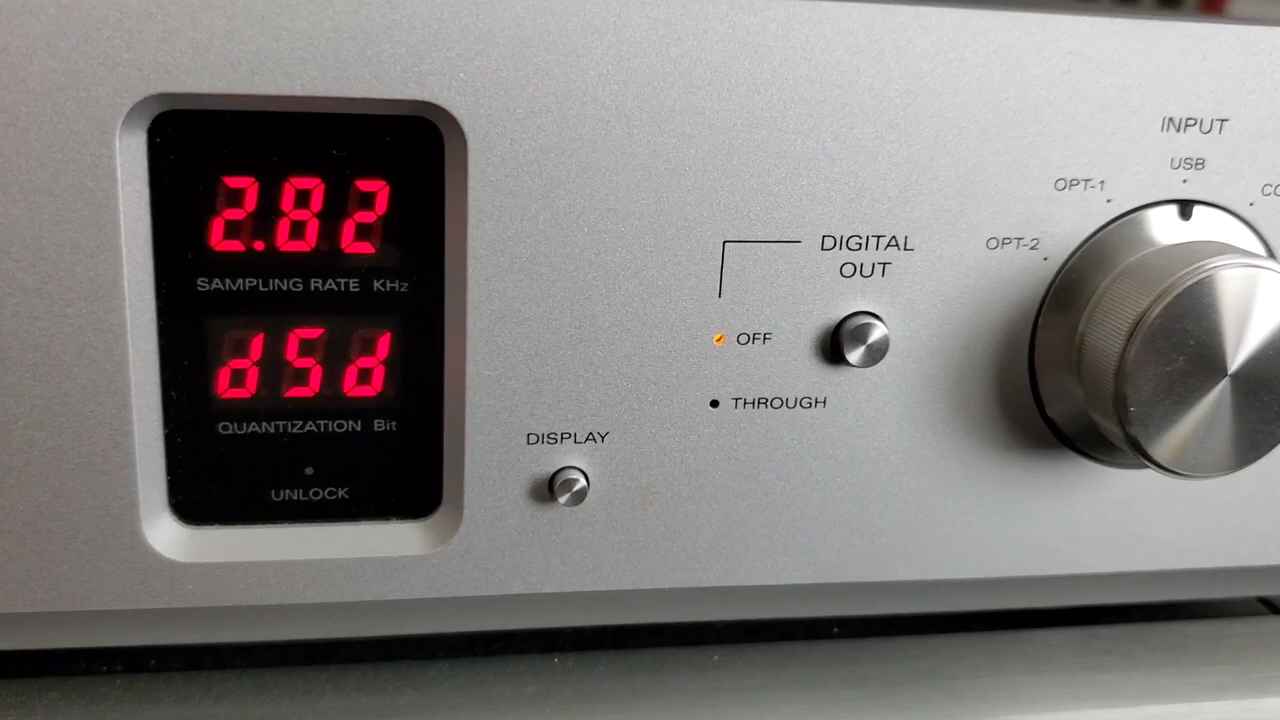 2.82
SAMPLING RATE KHz
dSd
QUANTIZATION Bit
UNLOCK
DISPLAY
DIGITAL
OUT
OFF
THROUGH
INPUT
USB
OPT-1
OPT-2